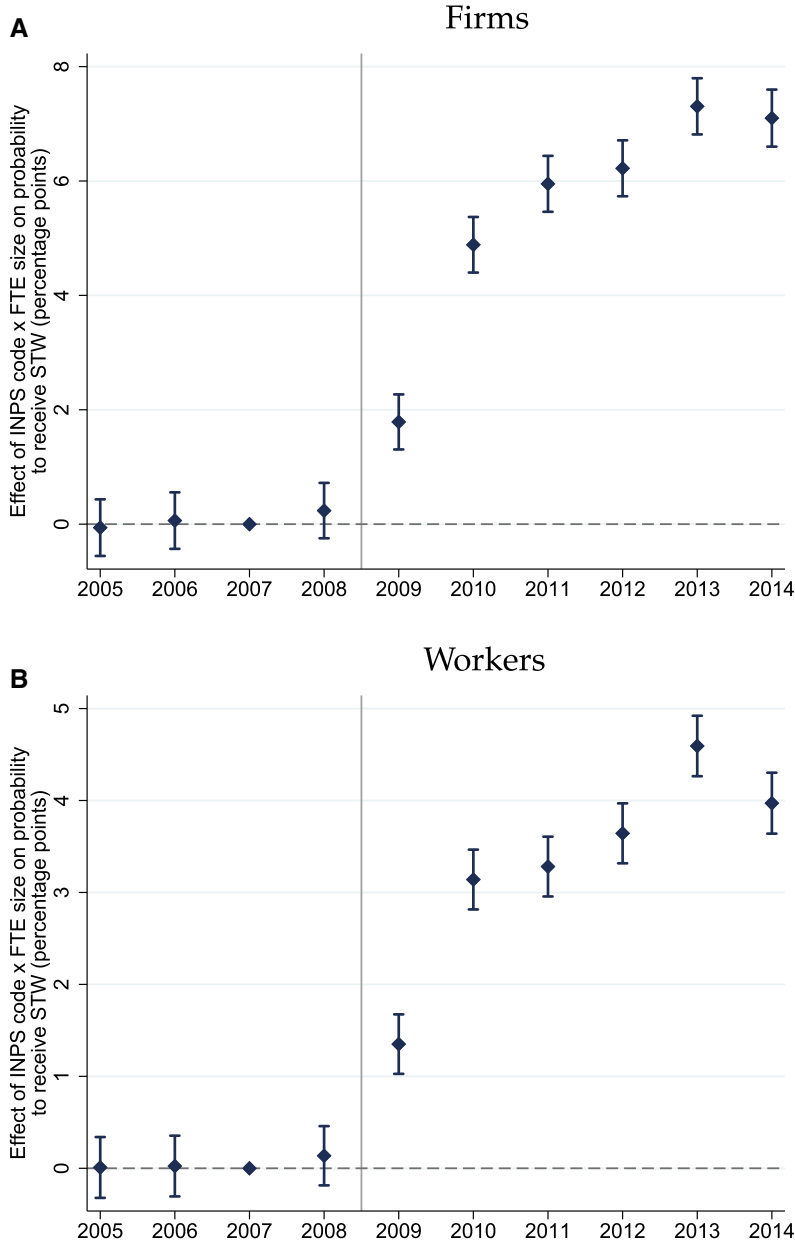 A
Firms
Effect of INPS code x FTE size on probability
to receive STW (percentage points)
8
6
4
2
0
2005 2006 2007 2008 2009 2010 2011 2012 2013 2014
B
Workers
Effect of INPS code x FTE size on probability
to receive STW (percentage points)
5
4
3
2
1
0
2005 2006 2007 2008 2009 2010 2011 2012 2013 2014